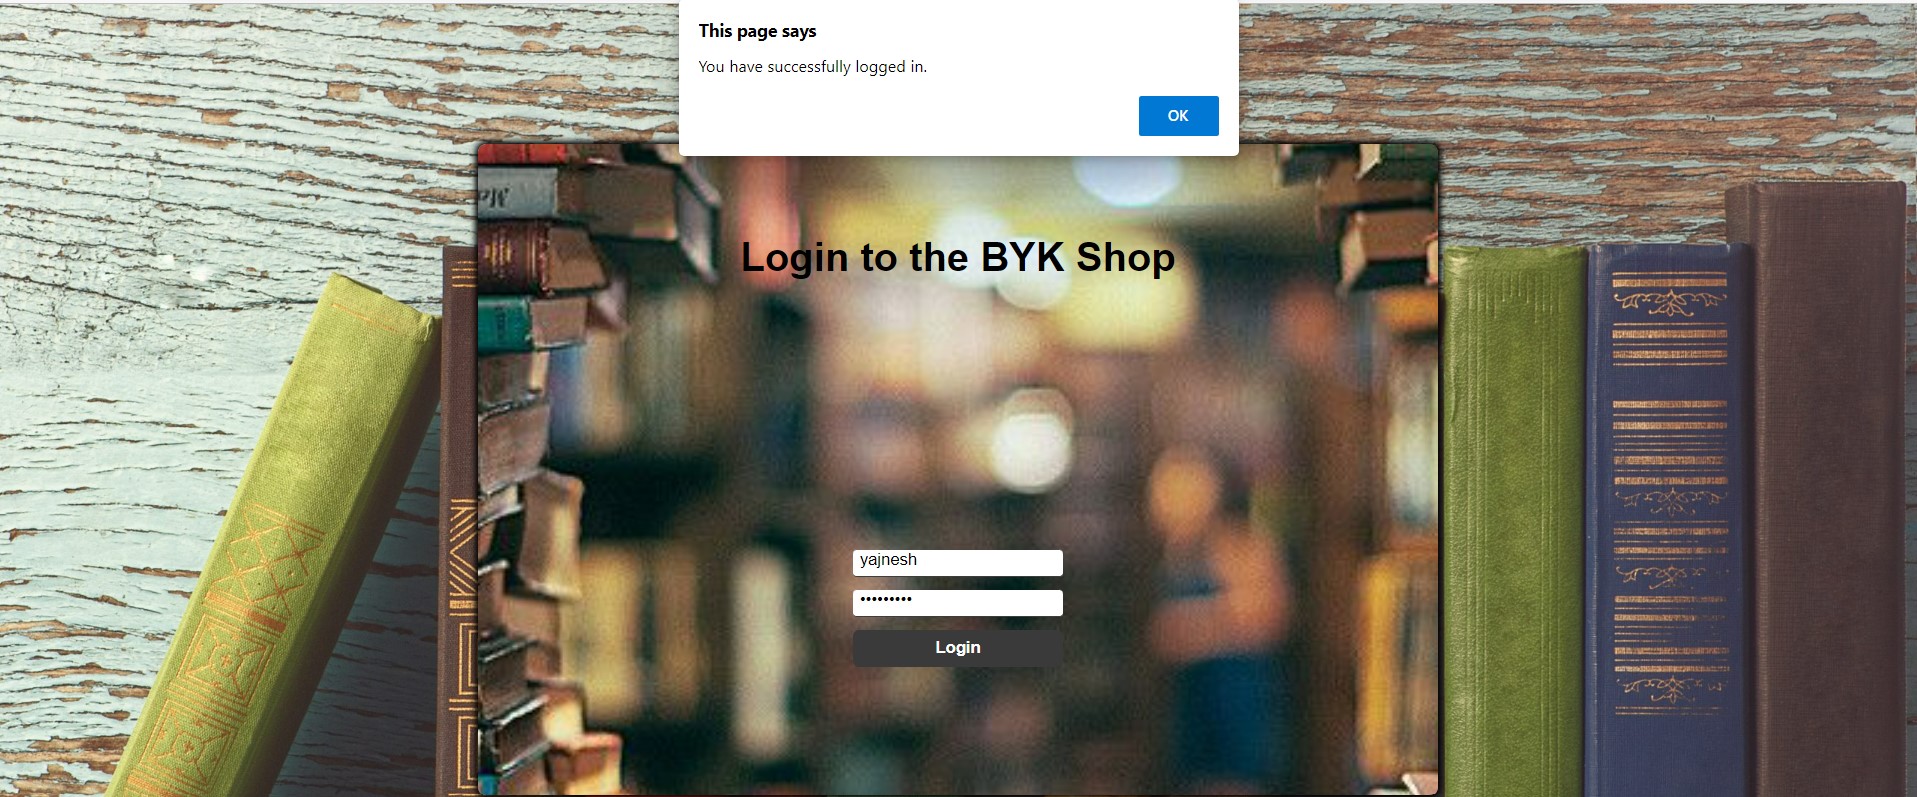 This page says
You have successfully logged in.
OK
Login to the BYK Shop
yajnesh
•••••••••
Login